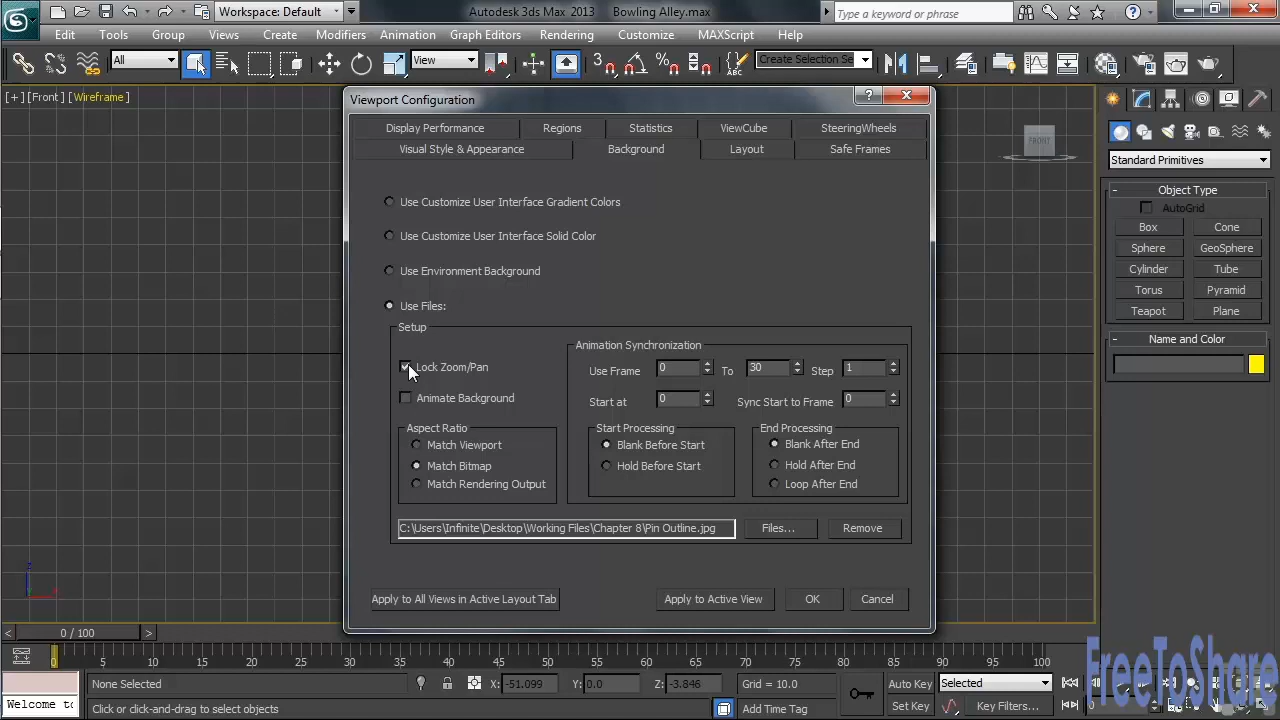 Workspace: Default
Autodesk 3ds Max 2013
Bowling Alley.max
Type a keyword or phrase
Edit
Tools
Group
Views
Create
Modifiers
Animation
Graph Editors
Rendering
Customize
MAXScript
Help
All
View
Create Selection Se
[+] [Front] [Wireframe]
FRONT
Viewport Configuration
Display Performance
Regions
Statistics
ViewCube
SteeringWheels
Visual Style & Appearance
Background
Layout
Safe Frames
Use Customize User Interface Gradient Colors
Use Customize User Interface Solid Color
Use Environment Background
Use Files:
Setup
Lock Zoom/Pan
Animate Background
Aspect Ratio
Match Viewport
Match Bitmap
Match Rendering Output
Animation Synchronization
Use Frame
0
To
30
Step
1
Start at
0
Sync Start to Frame
0
Start Processing
Blank Before Start
Hold Before Start
End Processing
Blank After End
Hold After End
Loop After End
C:\Users\Infinite\Desktop\Working Files\Chapter 8\Pin Outline.jpg
Files...
Remove
Apply to All Views in Active Layout Tab
Apply to Active View
OK
Cancel
Standard Primitives
Object Type
AutoGrid
Box
Cone
Sphere
GeoSphere
Cylinder
Tube
Torus
Pyramid
Teapot
Plane
Name and Color
z
x
0 / 100
0 5 10 15 20 25 30 35 40 45 50 55 60 65 70 75 80 85 90 95 100
None Selected
X: -51.099
Y: 0.0
Z: -3.846
Grid = 10.0
Auto Key
Selected
Welcome to
Click or click-and-drag to select objects
Add Time Tag
Set Key
Key Filters...
FreeToShare